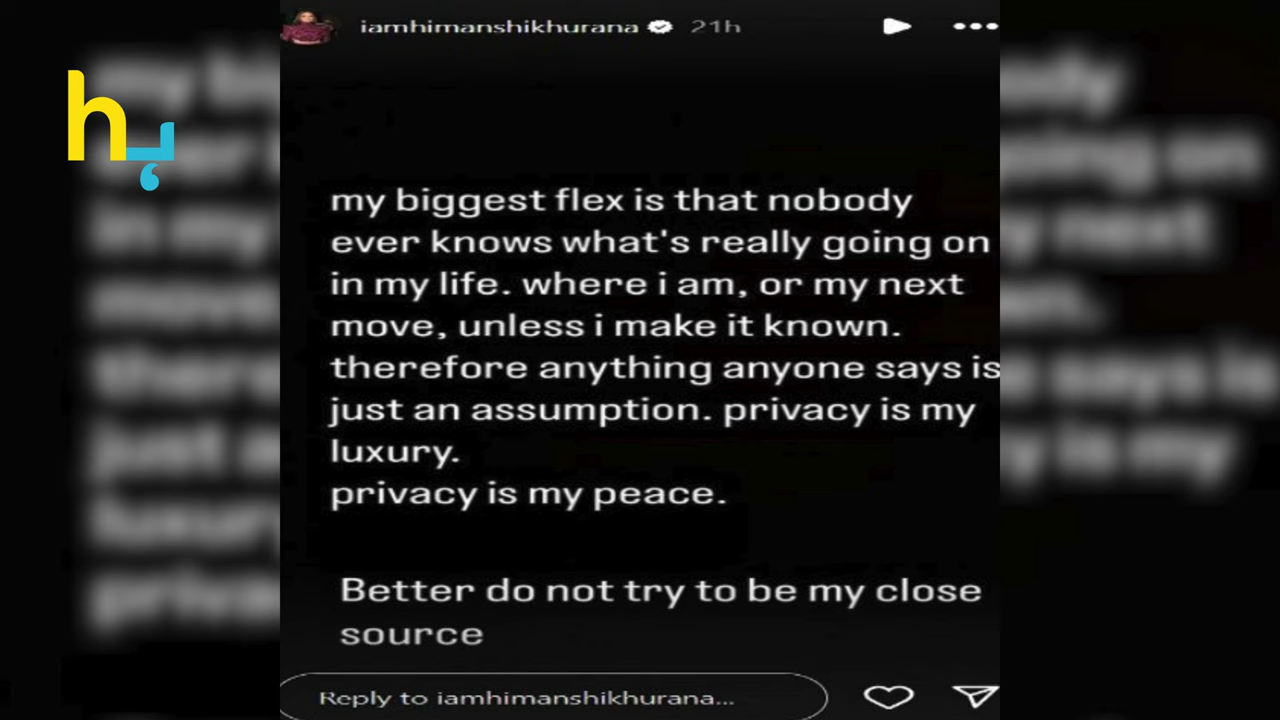 iamhimanshikhurana 21h
my biggest flex is that nobody
ever knows what's really going on
in my life. where i am, or my next
move, unless i make it known.
therefore anything anyone says is
just an assumption. privacy is my
luxury.
privacy is my peace.
Better do not try to be my close
source
Reply to iamhimanshikhurana...